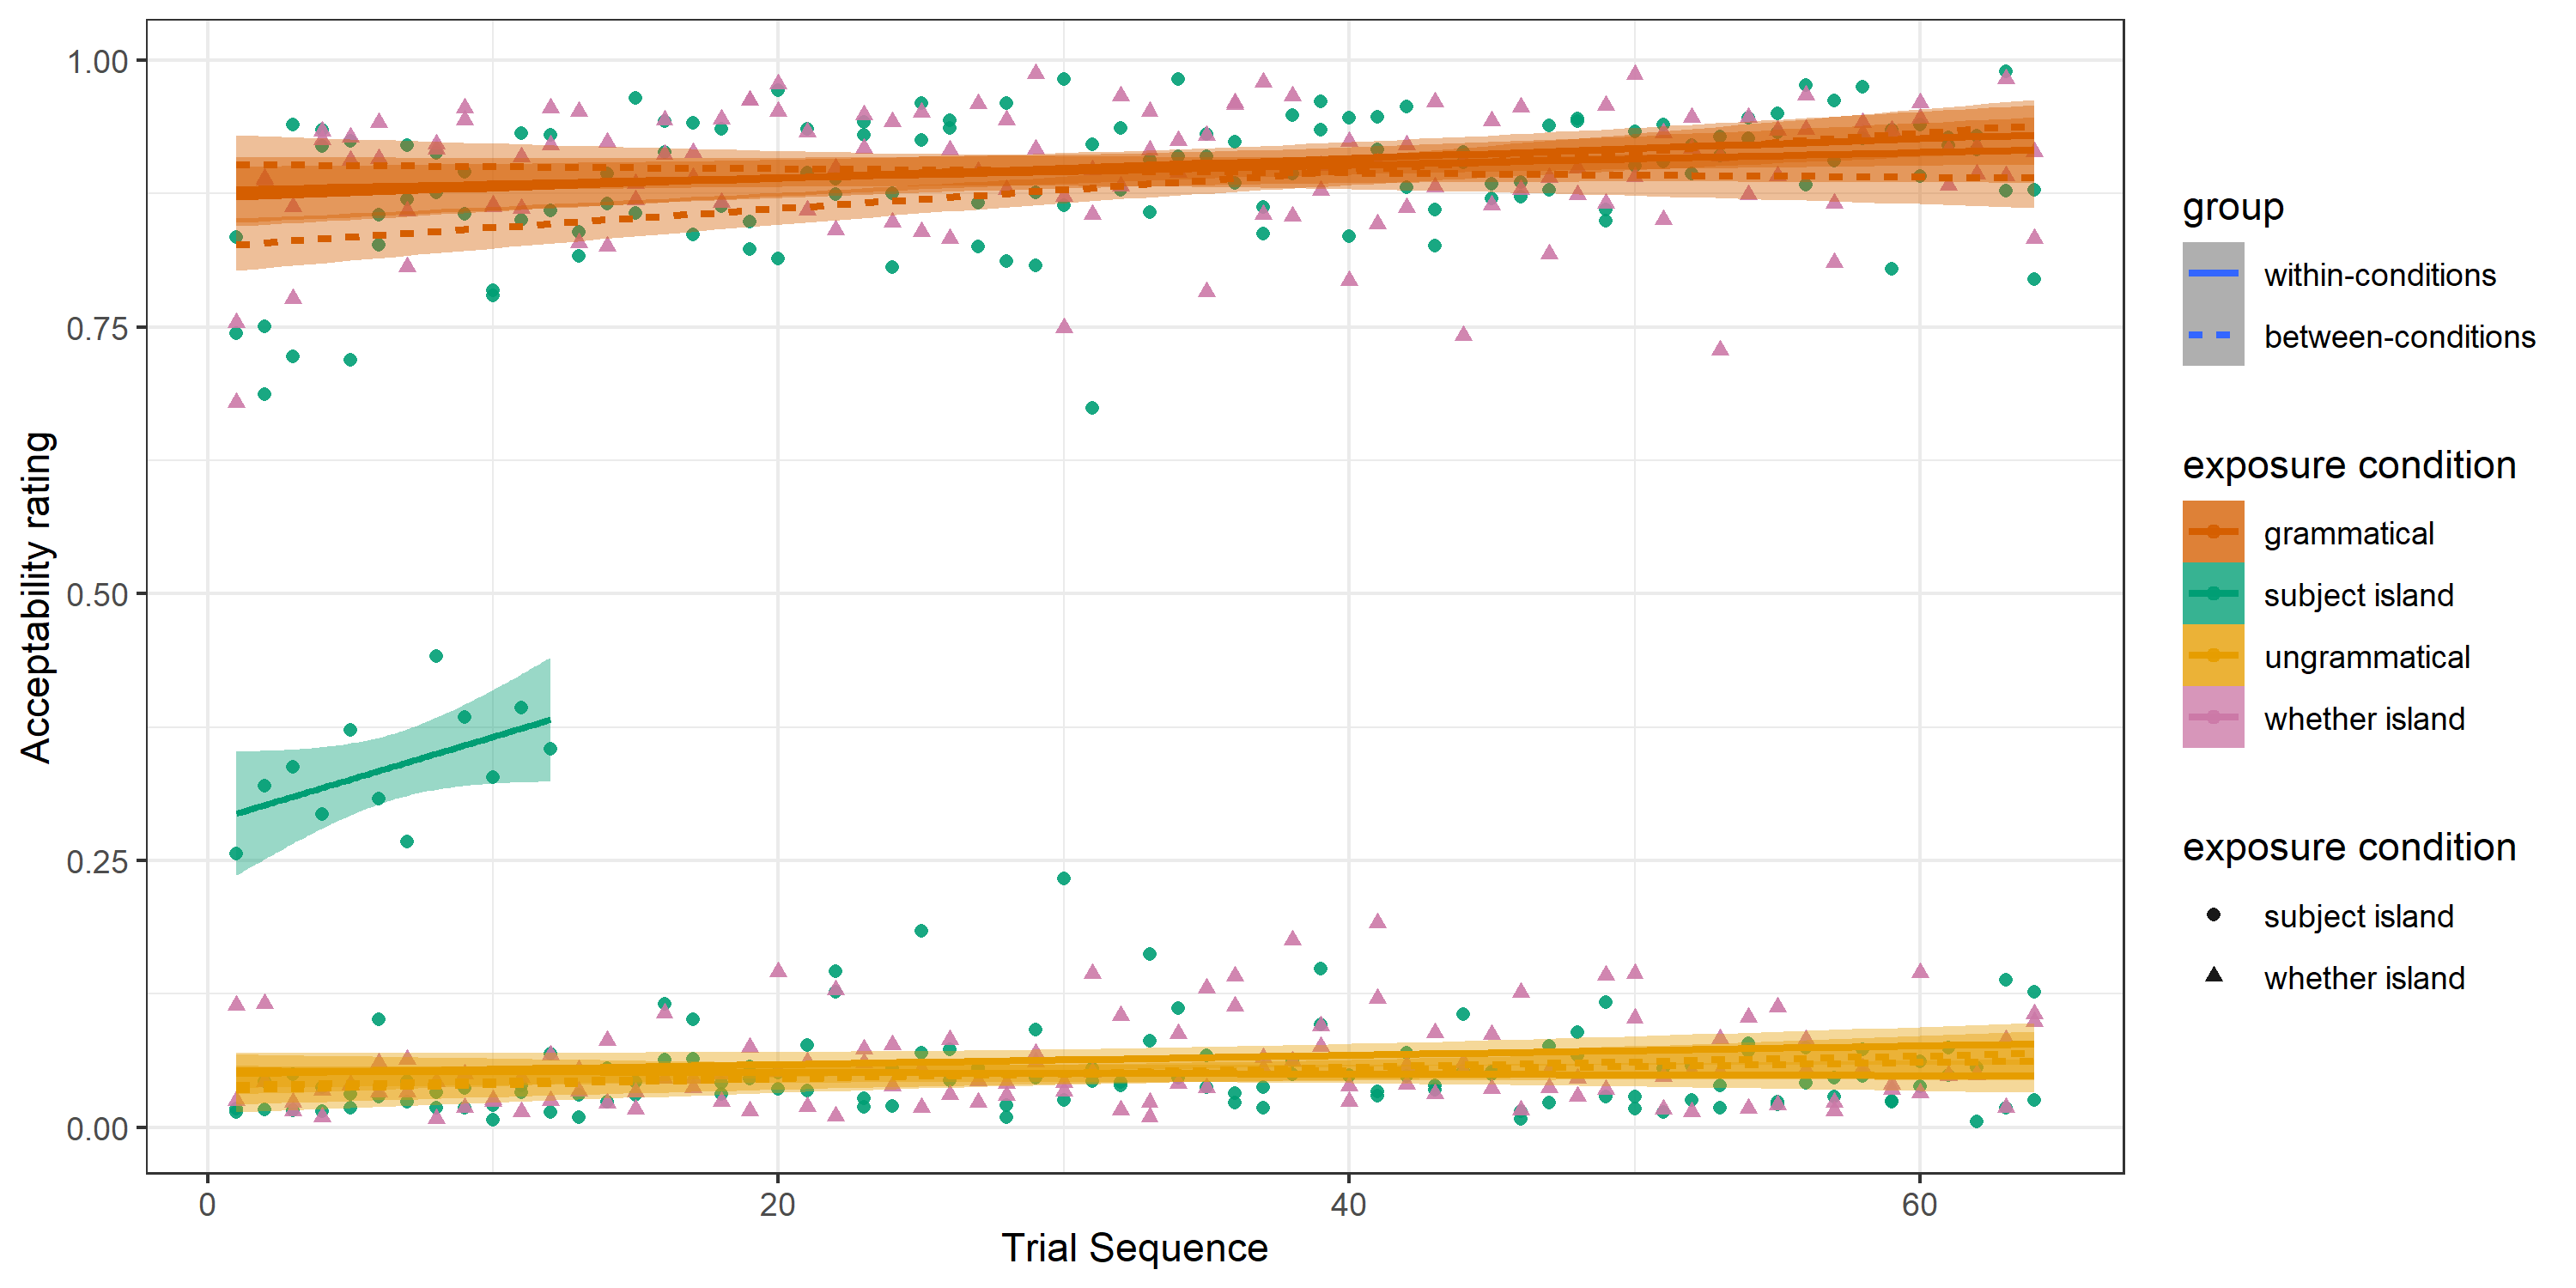 1.00
0.75
0.50
0.25
0.00
Acceptability rating
0
20
40
60
Trial Sequence
group
within-conditions
between-conditions
exposure condition
grammatical
subject island
ungrammatical
whether island
exposure condition
subject island
whether island